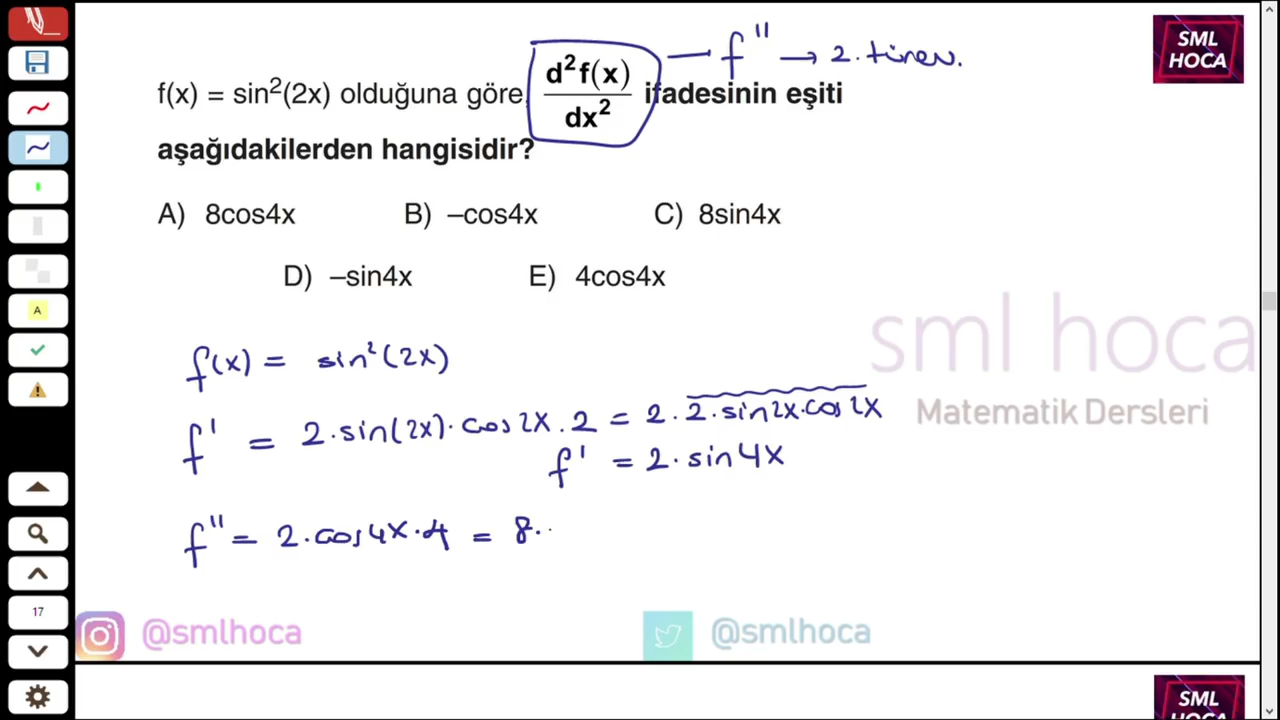 SML
HOCA
f'' → 2. türev.
f(x) = sin²(2x) olduğuna göre, d²f(x)/dx² ifadesinin eşiti
aşağıdakilerden hangisidir?
A) 8cos4x B) –cos4x C) 8sin4x
D) –sin4x E) 4cos4x
sml hoca
Matematik Dersleri
f(x) = sin²(2x)
f' = 2.sin(2x).cos2x.2 = 2.2.sin2x.cos2x
f' = 2.sin4x
f'' = 2.cos4x.4 = 8.
@smlhoca @smlhoca
A
17
SML
HOCA